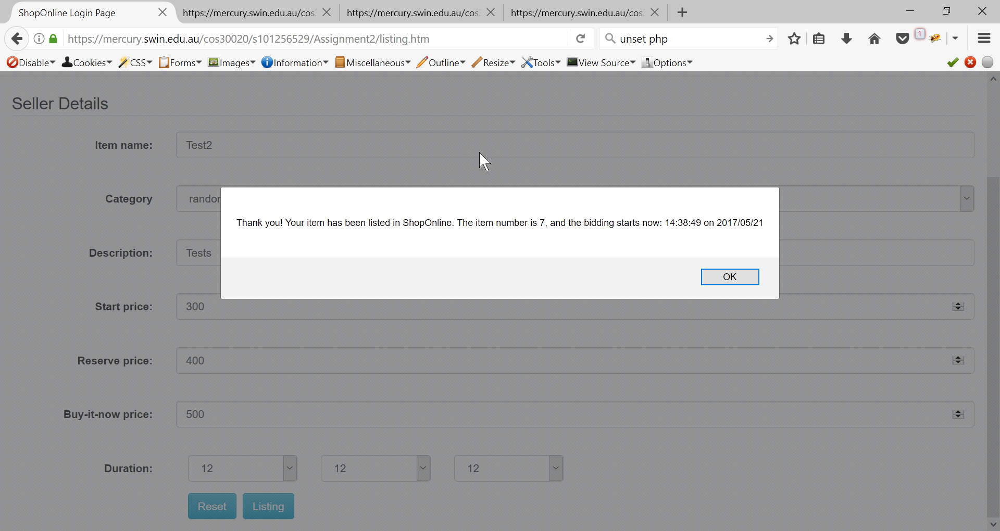 ShopOnline Login Page
https://mercury.swin.edu.au/cos
https://mercury.swin.edu.au/cos
https://mercury.swin.edu.au/cos
https://mercury.swin.edu.au/cos30020/s101256529/Assignment2/listing.htm
unset php
1
Disable
Cookies
CSS
Forms
Images
Information
Miscellaneous
Outline
Resize
Tools
View Source
Options
Seller Details
Item name: Test2
Category
Thank you! Your item has been listed in ShopOnline. The item number is 7, and the bidding starts now: 14:38:49 on 2017/05/21
OK
Description: Tests
Start price: 300
Reserve price: 400
Buy-it-now price: 500
Duration: 12 12 12
Reset Listing